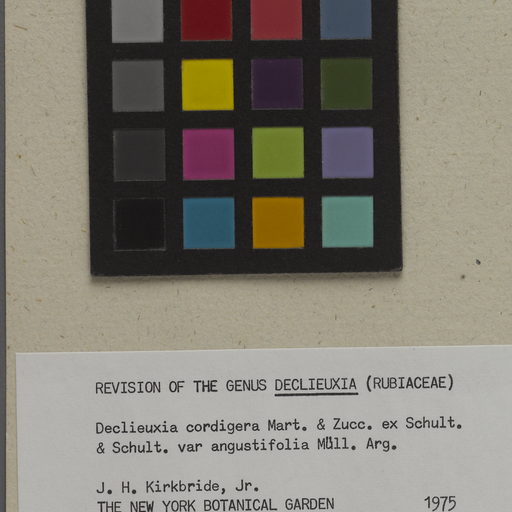 REVISION OF THE GENUS DECLIEUXIA (RUBIACEAE)
Declieuxia cordigera Mart. & Zucc. ex Schult.
& Schult. var angustifolia Müll. Arg.
J. H. Kirkbride, Jr.
THE NEW YORK BOTANICAL GARDEN 1975